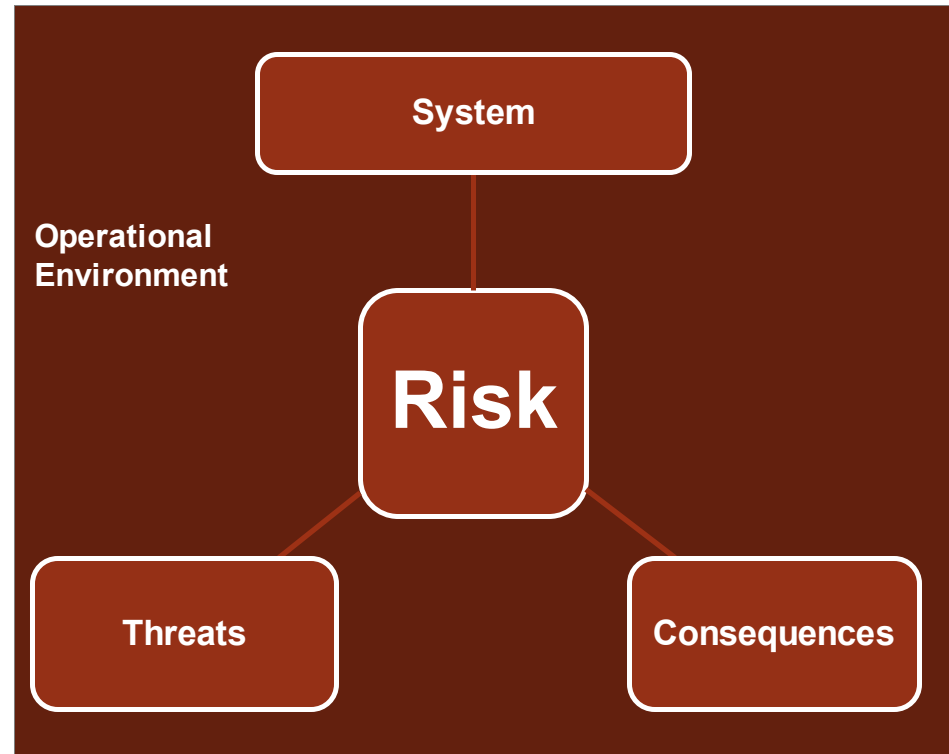 System
Operational
Environment
Risk
Threats
Consequences